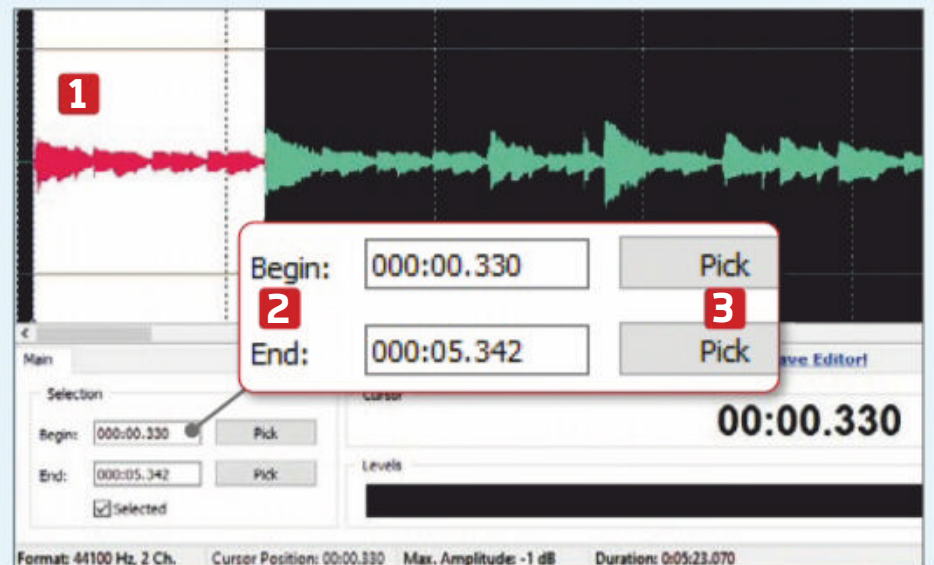 1
Begin: 000:00.330 Pick
2 3
End: 000:05.342 Pick
Main
ave Editor!
Selection
Cursor
Begin: 000:00.330 Pick
00:00.330
End: 000:05.342 Pick
Levels
Selected
Format: 44100 Hz, 2 Ch. Cursor Position: 00:00.330 Max. Amplitude: -1 dB Duration: 0:05:23.070